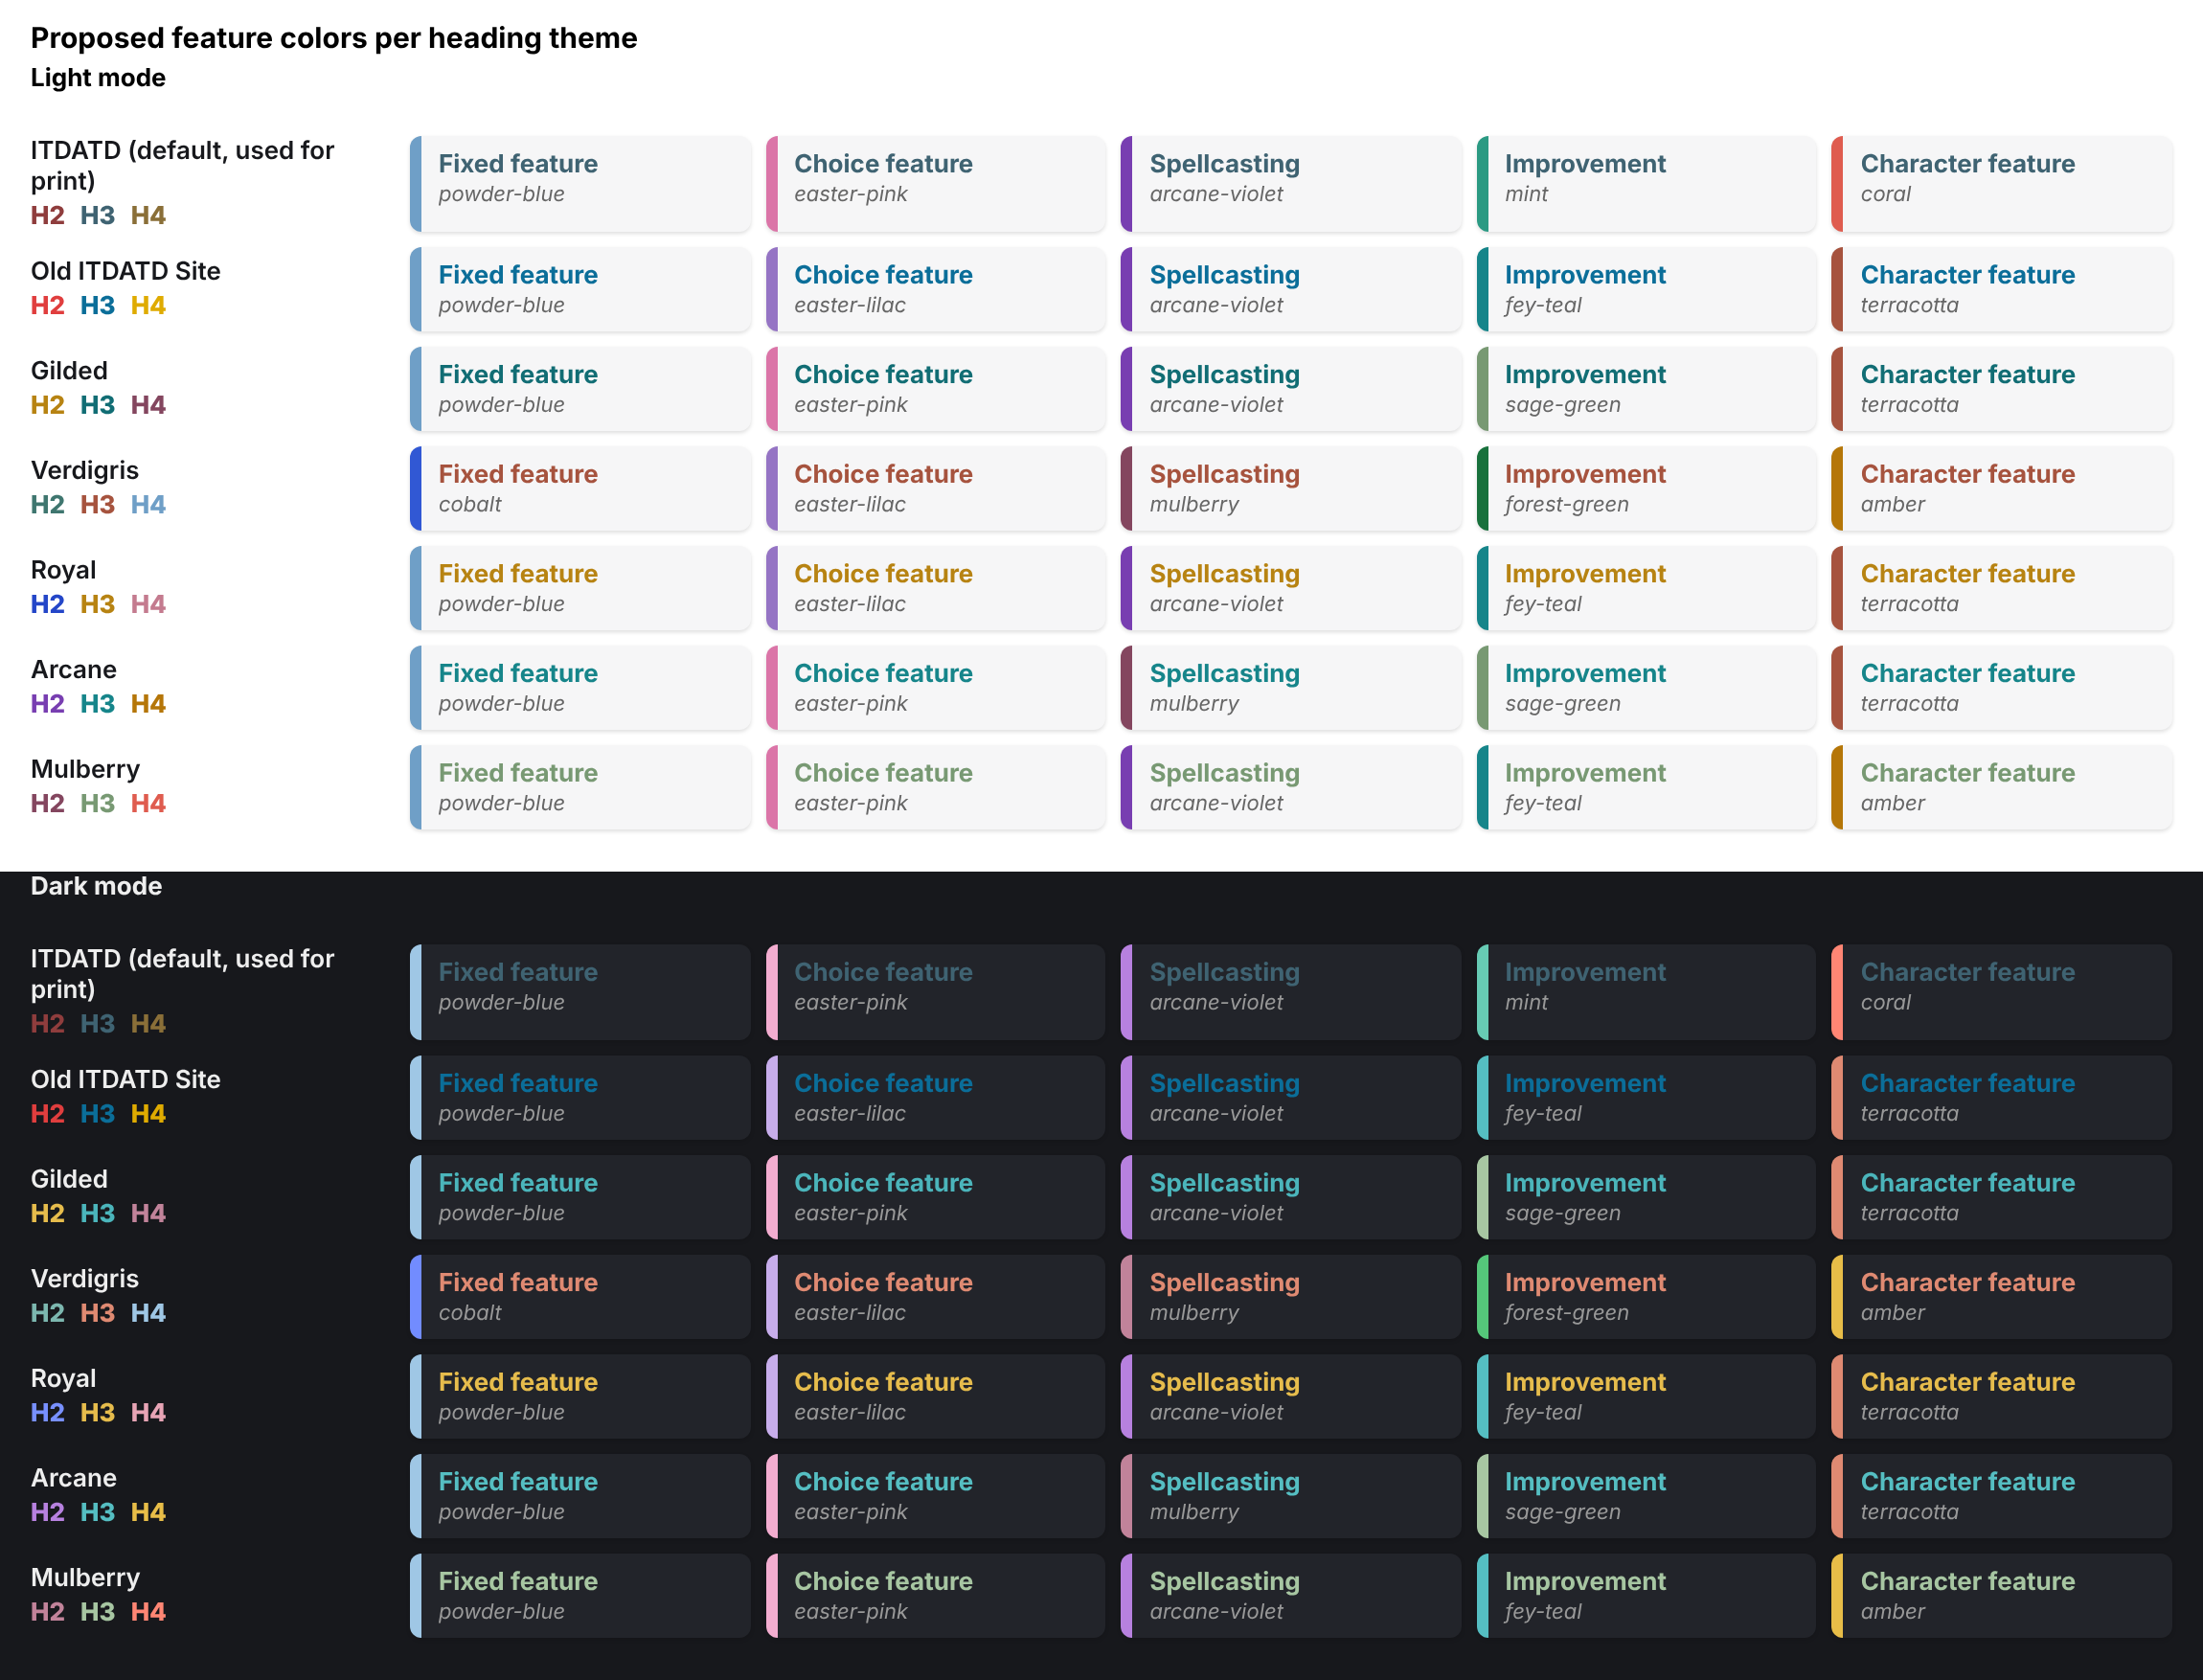 Proposed feature colors per heading theme
Light mode
ITDATD (default, used for
print)
H2 H3 H4
Fixed feature
powder-blue
Choice feature
easter-pink
Spellcasting
arcane-violet
Improvement
mint
Character feature
coral
Old ITDATD Site
H2 H3 H4
Fixed feature
powder-blue
Choice feature
easter-lilac
Spellcasting
arcane-violet
Improvement
fey-teal
Character feature
terracotta
Gilded
H2 H3 H4
Fixed feature
powder-blue
Choice feature
easter-pink
Spellcasting
arcane-violet
Improvement
sage-green
Character feature
terracotta
Verdigris
H2 H3 H4
Fixed feature
cobalt
Choice feature
easter-lilac
Spellcasting
mulberry
Improvement
forest-green
Character feature
amber
Royal
H2 H3 H4
Fixed feature
powder-blue
Choice feature
easter-lilac
Spellcasting
arcane-violet
Improvement
fey-teal
Character feature
terracotta
Arcane
H2 H3 H4
Fixed feature
powder-blue
Choice feature
easter-pink
Spellcasting
mulberry
Improvement
sage-green
Character feature
terracotta
Mulberry
H2 H3 H4
Fixed feature
powder-blue
Choice feature
easter-pink
Spellcasting
arcane-violet
Improvement
fey-teal
Character feature
amber
Dark mode
ITDATD (default, used for
print)
H2 H3 H4
Fixed feature
powder-blue
Choice feature
easter-pink
Spellcasting
arcane-violet
Improvement
mint
Character feature
coral
Old ITDATD Site
H2 H3 H4
Fixed feature
powder-blue
Choice feature
easter-lilac
Spellcasting
arcane-violet
Improvement
fey-teal
Character feature
terracotta
Gilded
H2 H3 H4
Fixed feature
powder-blue
Choice feature
easter-pink
Spellcasting
arcane-violet
Improvement
sage-green
Character feature
terracotta
Verdigris
H2 H3 H4
Fixed feature
cobalt
Choice feature
easter-lilac
Spellcasting
mulberry
Improvement
forest-green
Character feature
amber
Royal
H2 H3 H4
Fixed feature
powder-blue
Choice feature
easter-lilac
Spellcasting
arcane-violet
Improvement
fey-teal
Character feature
terracotta
Arcane
H2 H3 H4
Fixed feature
powder-blue
Choice feature
easter-pink
Spellcasting
mulberry
Improvement
sage-green
Character feature
terracotta
Mulberry
H2 H3 H4
Fixed feature
powder-blue
Choice feature
easter-pink
Spellcasting
arcane-violet
Improvement
fey-teal
Character feature
amber